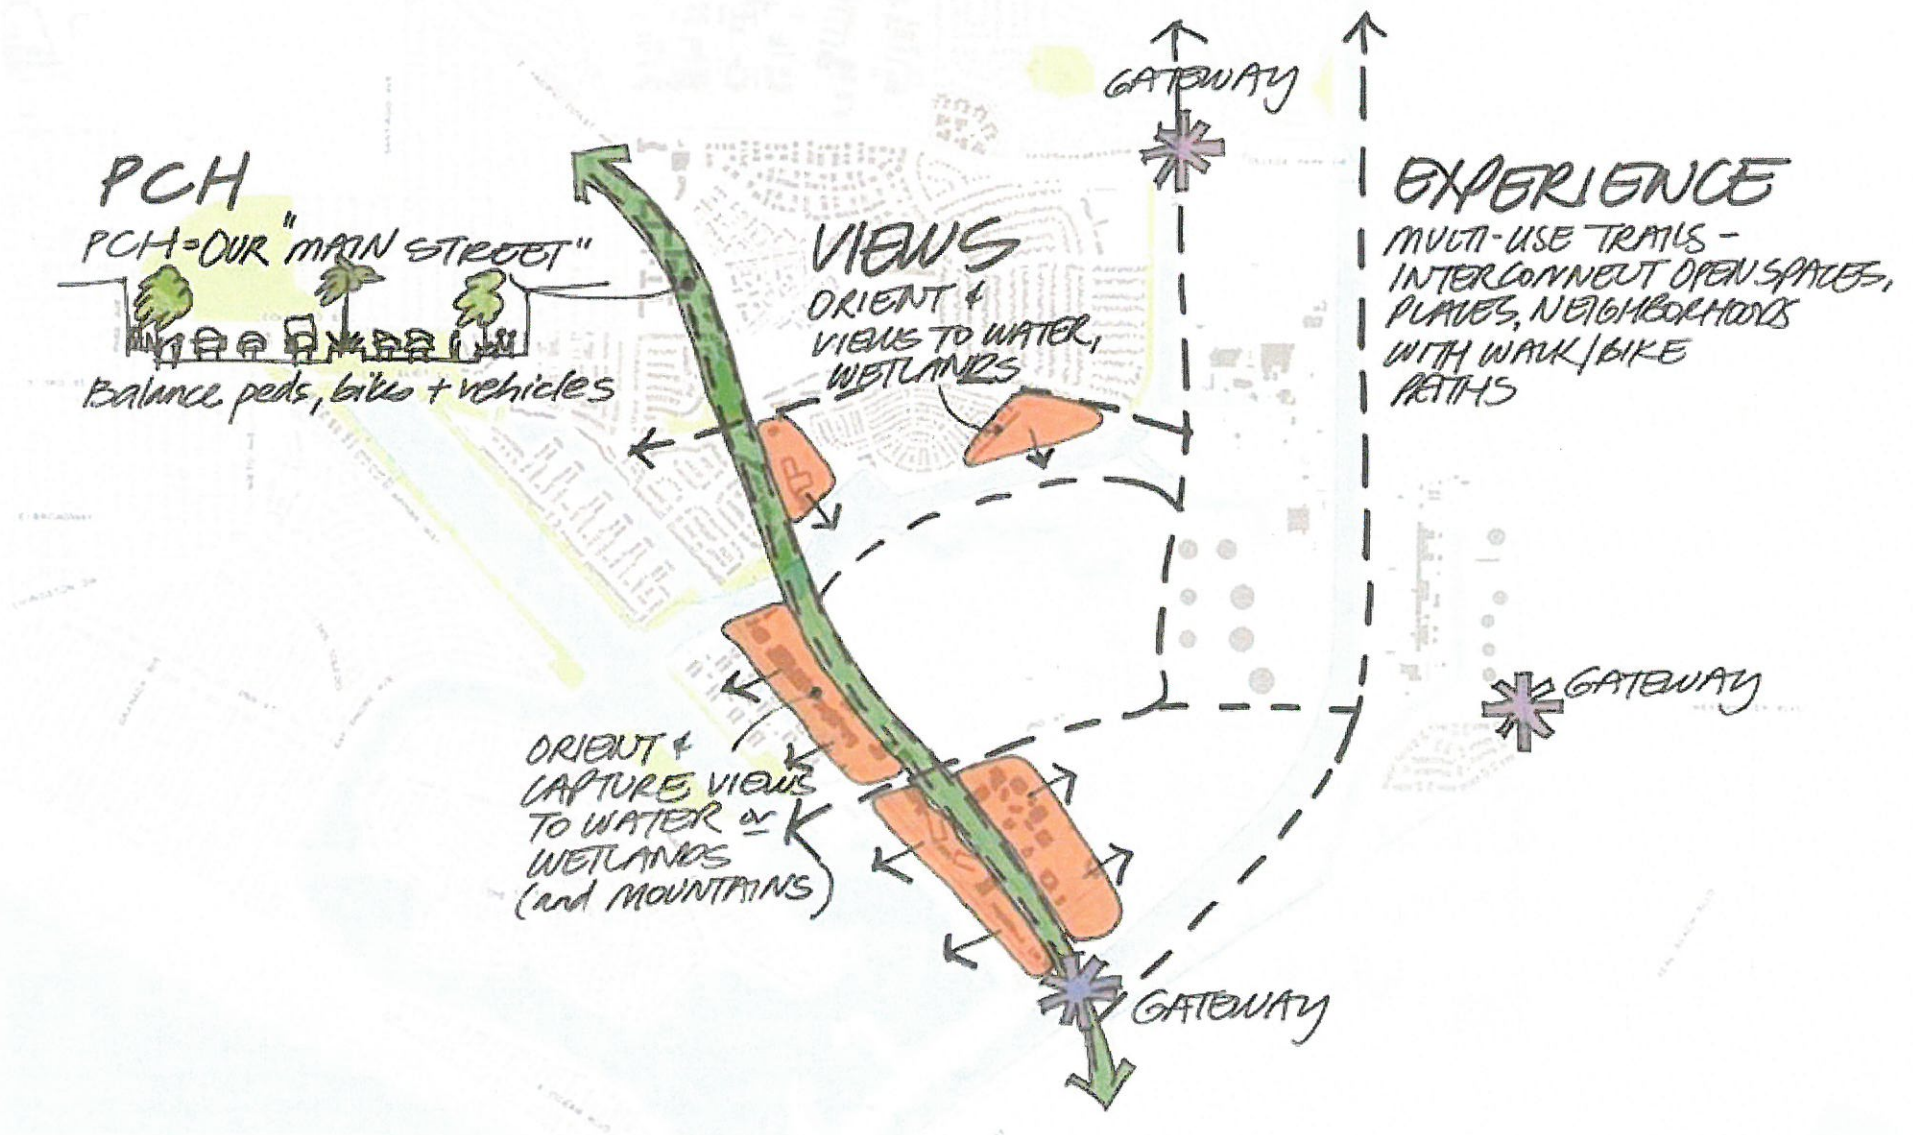 GATEWAY
PCH
PCH = OUR "MAIN STREET"
Balance peds, bike + vehicles
VIEWS
ORIENT &
VIEWS TO WATER,
WETLANDS
EXPERIENCE
MULTI-USE TRAILS -
INTERCONNECT OPEN SPACES,
PLACES, NEIGHBORHOODS
WITH WALK/BIKE
PATHS
GATEWAY
ORIENT &
CAPTURE VIEWS
TO WATER or
WETLANDS
(and MOUNTAINS)
GATEWAY